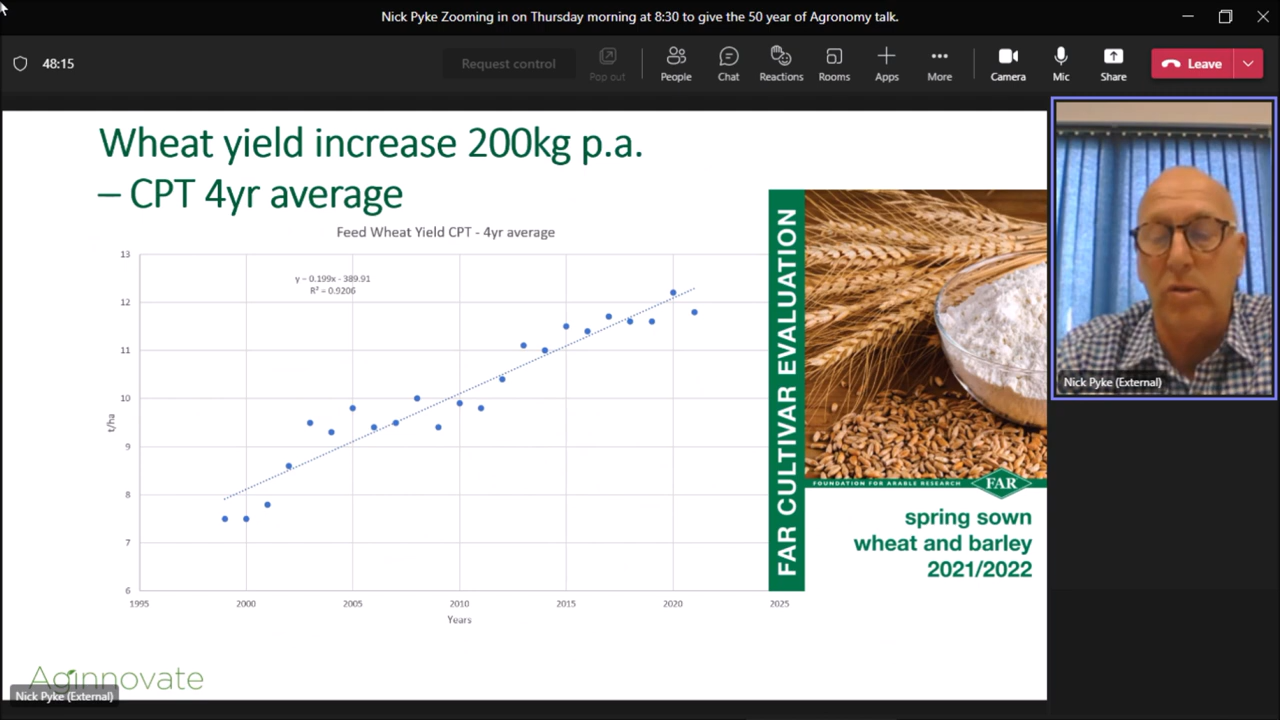 Nick Pyke Zooming in on Thursday morning at 8:30 to give the 50 year of Agronomy talk.
48:15
Request control
Pop out
People
Chat
Reactions
Rooms
Apps
More
Camera
Mic
Share
Leave
Wheat yield increase 200kg p.a.
– CPT 4yr average
Feed Wheat Yield CPT - 4yr average
y = 0.199x - 389.91
R² = 0.9206
13
12
11
10
9
8
7
6
t/ha
1995
2000
2005
2010
2015
2020
2025
Years
FAR CULTIVAR EVALUATION
FOUNDATION FOR ARABLE RESEARCH
FAR
spring sown
wheat and barley
2021/2022
Nick Pyke (External)
Aginnovate
Nick Pyke (External)